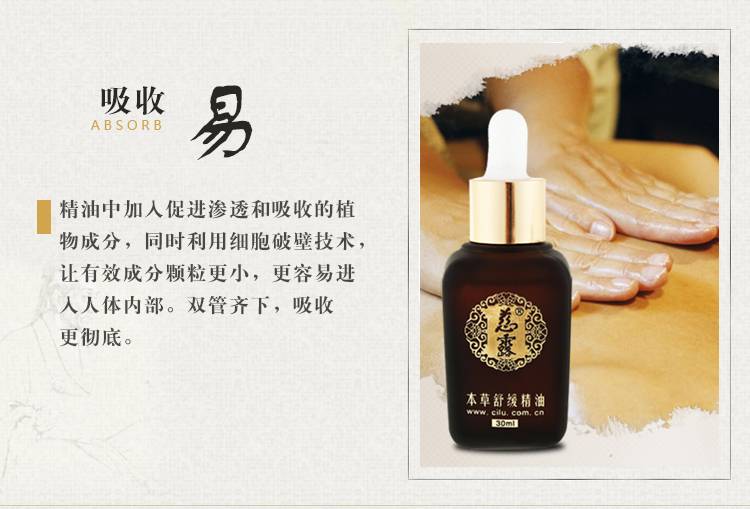 吸收
ABSORB
易
精油中加入促进渗透和吸收的植
物成分，同时利用细胞破壁技术，
让有效成分颗粒更小，更容易进
入人体内部。双管齐下，吸收
更彻底。
慈露
本草舒缓精油
www.cilu.com.cn
30ml